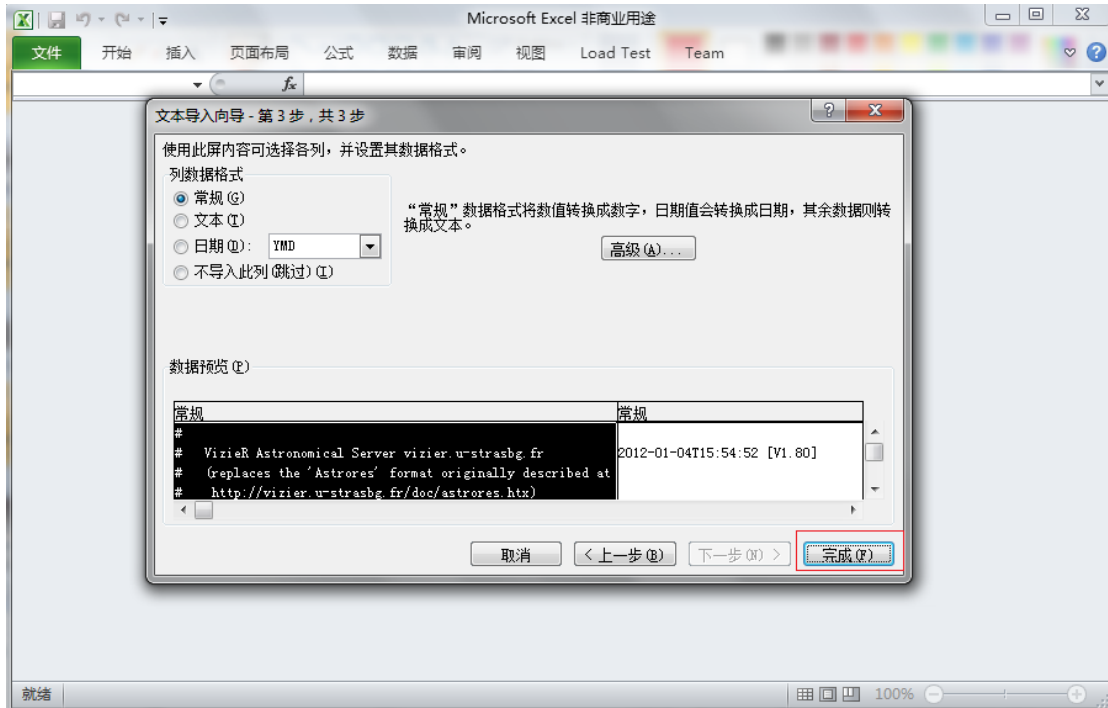 Microsoft Excel 非商业用途
文件 开始 插入 页面布局 公式 数据 审阅 视图 Load Test Team
fx
文本导入向导 - 第 3 步，共 3 步
使用此屏内容可选择各列，并设置其数据格式。
列数据格式
常规(G)
文本(T)
日期(D): YMD
不导入此列(跳过)(I)
“常规”数据格式将数值转换成数字，日期值会转换成日期，其余数据则转
换成文本。
高级(A)...
数据预览(P)
常规 常规
#
# VizieR Astronomical Server vizier.u-strasbg.fr 2012-01-04T15:54:52 [V1.80]
# (replaces the 'Astrores' format originally described at
# http://vizier.u-strasbg.fr/doc/astrores.htx)
取消 < 上一步(B) 下一步(N) > 完成(F)
就绪 100%